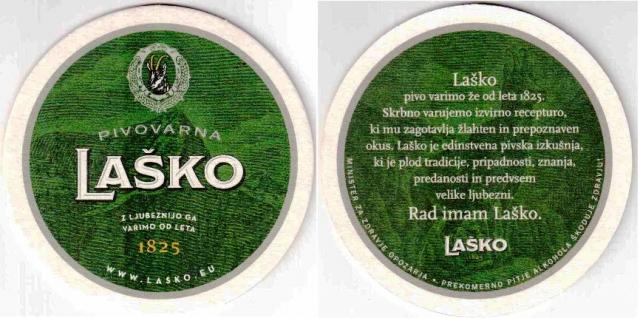 PIVOVARNA
LAŠKO
Z LJUBEZNIJO GA
VARIMO OD LETA
1825
WWW.LASKO.EU
Laško
pivo varimo že od leta 1825.
Skrbno varujemo izvirno recepturo,
ki mu zagotavlja žlahten in prepoznaven
okus. Laško je edinstvena pivska izkušnja,
ki je plod tradicije, pripadnosti, znanja,
predanosti in predvsem
velike ljubezni.
Rad imam Laško.
LAŠKO
1825
MINISTER ZA ZDRAVJE OPOZARJA • PREKOMERNO PITJE ALKOHOLA ŠKODUJE ZDRAVJU!